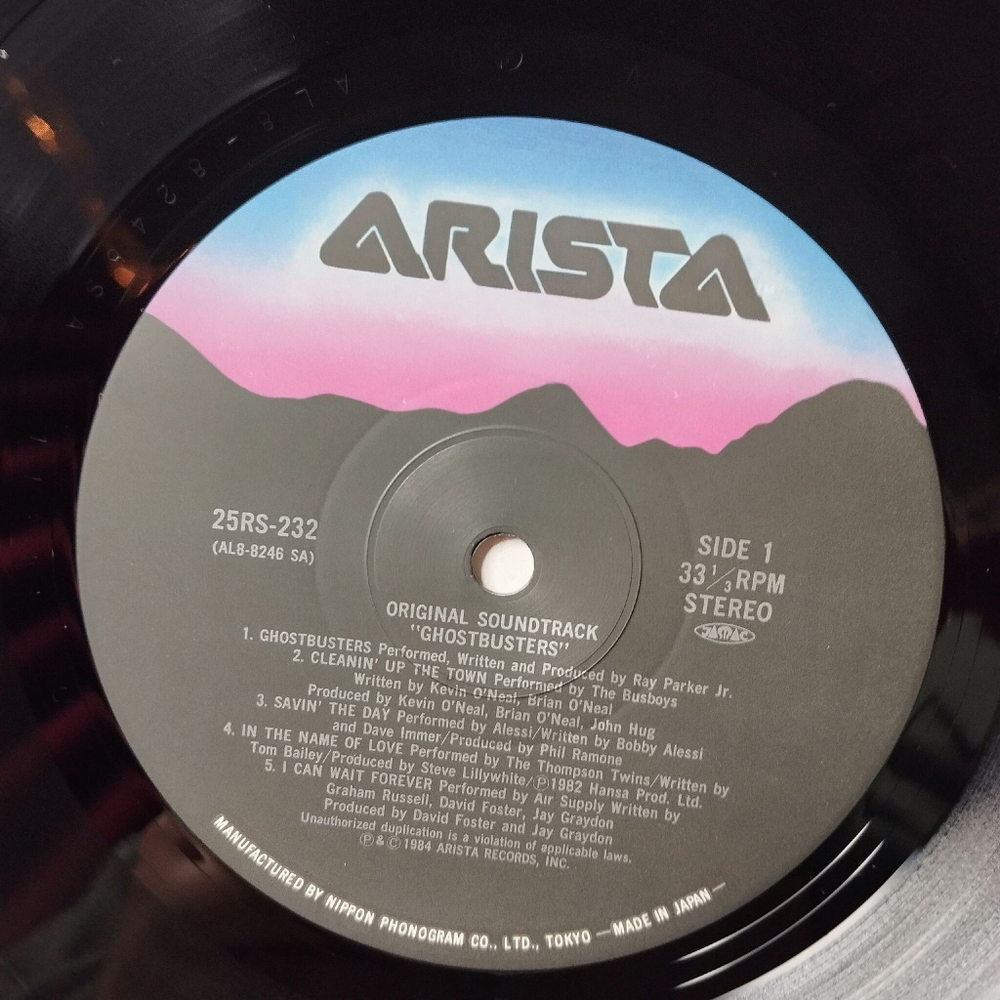 ARISTA
25RS-232
(AL8-8246 SA)
SIDE 1
33 1/3 RPM
STEREO
JASRAC
ORIGINAL SOUNDTRACK
"GHOSTBUSTERS"
1. GHOSTBUSTERS Performed, Written and Produced by Ray Parker Jr.
2. CLEANIN' UP THE TOWN Performed by The Busboys
Written by Kevin O'Neal, Brian O'Neal
Produced by Kevin O'Neal, Brian O'Neal, John Hug
3. SAVIN' THE DAY Performed by Alessi/Written by Bobby Alessi
and Dave Immer/Produced by Phil Ramone
4. IN THE NAME OF LOVE Performed by The Thompson Twins/Written by
Tom Bailey/Produced by Steve Lillywhite/Ⓟ1982 Hansa Prod. Ltd.
5. I CAN WAIT FOREVER Performed by Air Supply Written by
Graham Russell, David Foster, Jay Graydon
Produced by David Foster and Jay Graydon
Unauthorized duplication is a violation of applicable laws.
Ⓟ & © 1984 ARISTA RECORDS, INC.
MANUFACTURED BY NIPPON PHONOGRAM CO., LTD., TOKYO —MADE IN JAPAN—